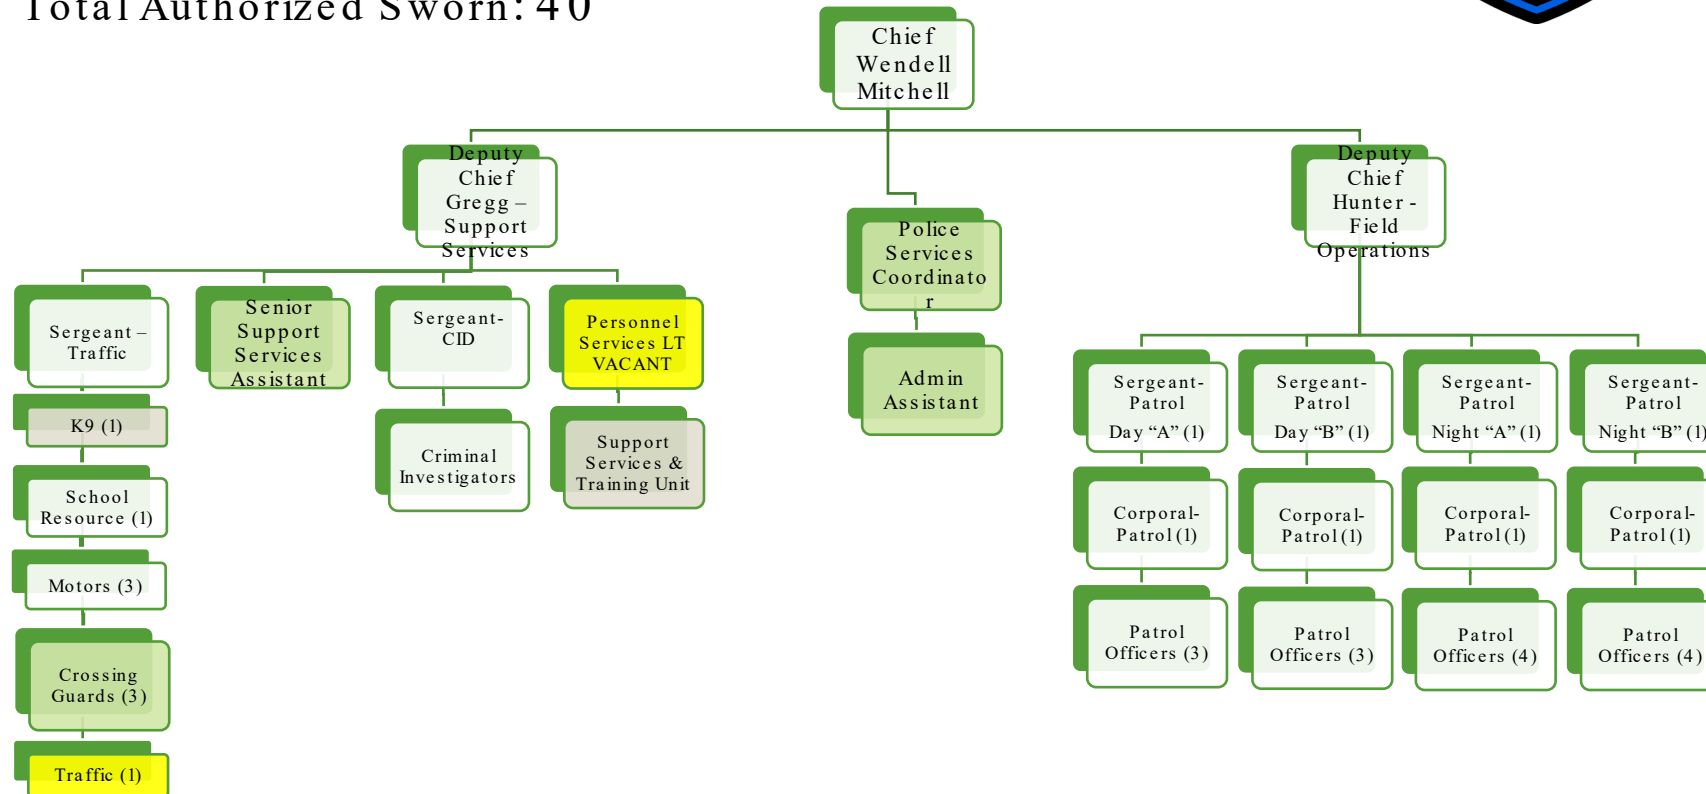 Total Authorized Sworn: 40
Chief
Wendell
Mitchell
Deputy
Chief
Gregg –
Support
Services
Police
Services
Coordinato
r
Admin
Assistant
Deputy
Chief
Hunter -
Field
Operations
Sergeant –
Traffic
K9 (1)
School
Resource (1)
Motors (3)
Crossing
Guards (3)
Traffic (1)
Senior
Support
Services
Assistant
Sergeant-
CID
Criminal
Investigators
Personnel
Services LT
VACANT
Support
Services &
Training Unit
Sergeant-
Patrol
Day “A” (1)
Corporal-
Patrol (1)
Patrol
Officers (3)
Sergeant-
Patrol
Day “B” (1)
Corporal-
Patrol (1)
Patrol
Officers (3)
Sergeant-
Patrol
Night “A” (1)
Corporal-
Patrol (1)
Patrol
Officers (4)
Sergeant-
Patrol
Night “B” (1)
Corporal-
Patrol (1)
Patrol
Officers (4)